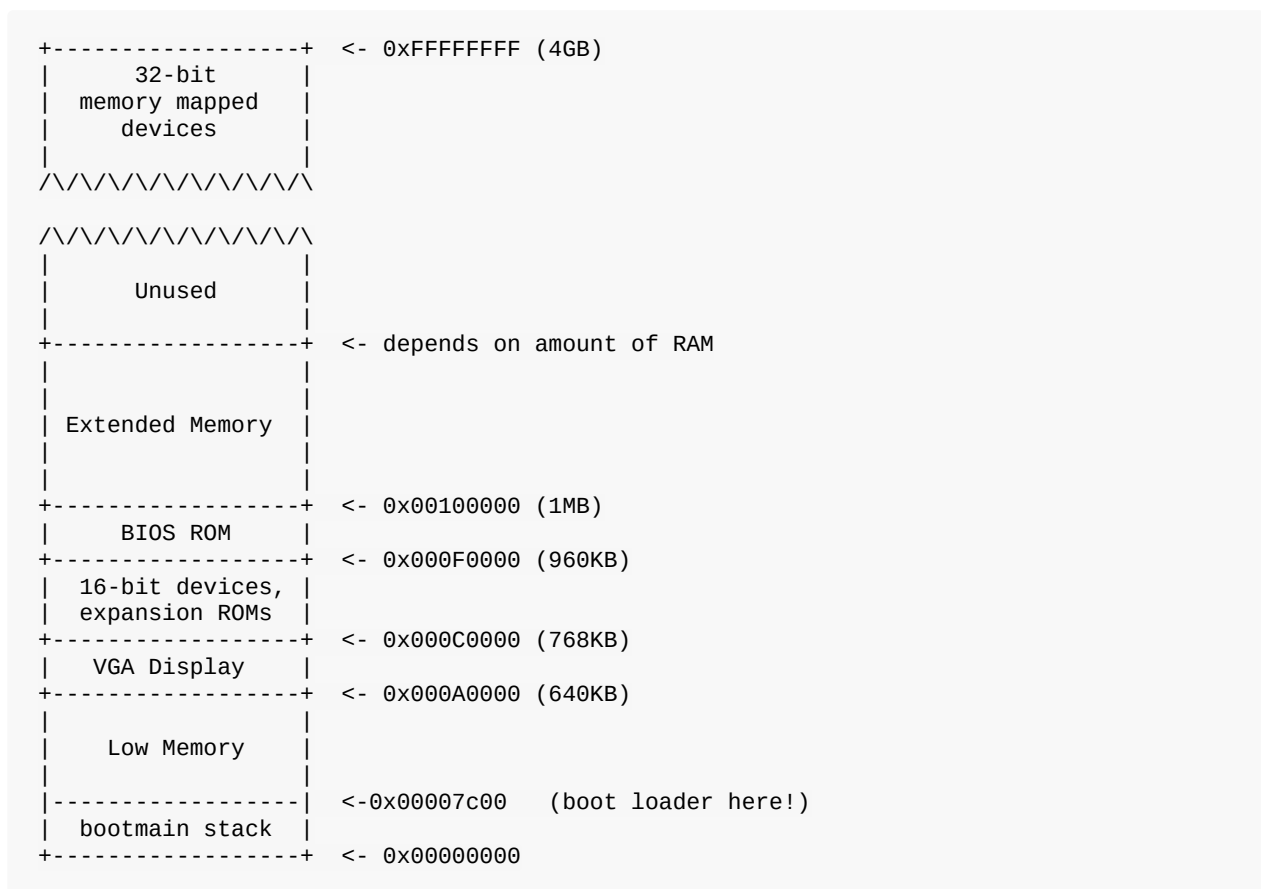 +------------------+  <- 0xFFFFFFFF (4GB)
|      32-bit      |
|  memory mapped   |
|     devices      |
|                  |
/\/\/\/\/\/\/\/\/\/\
/\/\/\/\/\/\/\/\/\/\
|                  |
|      Unused      |
|                  |
+------------------+  <- depends on amount of RAM
|                  |
|                  |
| Extended Memory  |
|                  |
|                  |
+------------------+  <- 0x00100000 (1MB)
|     BIOS ROM     |
+------------------+  <- 0x000F0000 (960KB)
|  16-bit devices, |
|  expansion ROMs  |
+------------------+  <- 0x000C0000 (768KB)
|   VGA Display    |
+------------------+  <- 0x000A0000 (640KB)
|                  |
|    Low Memory    |
|                  |
|------------------|  <-0x00007c00   (boot loader here!)
|  bootmain stack  |
+------------------+  <- 0x00000000